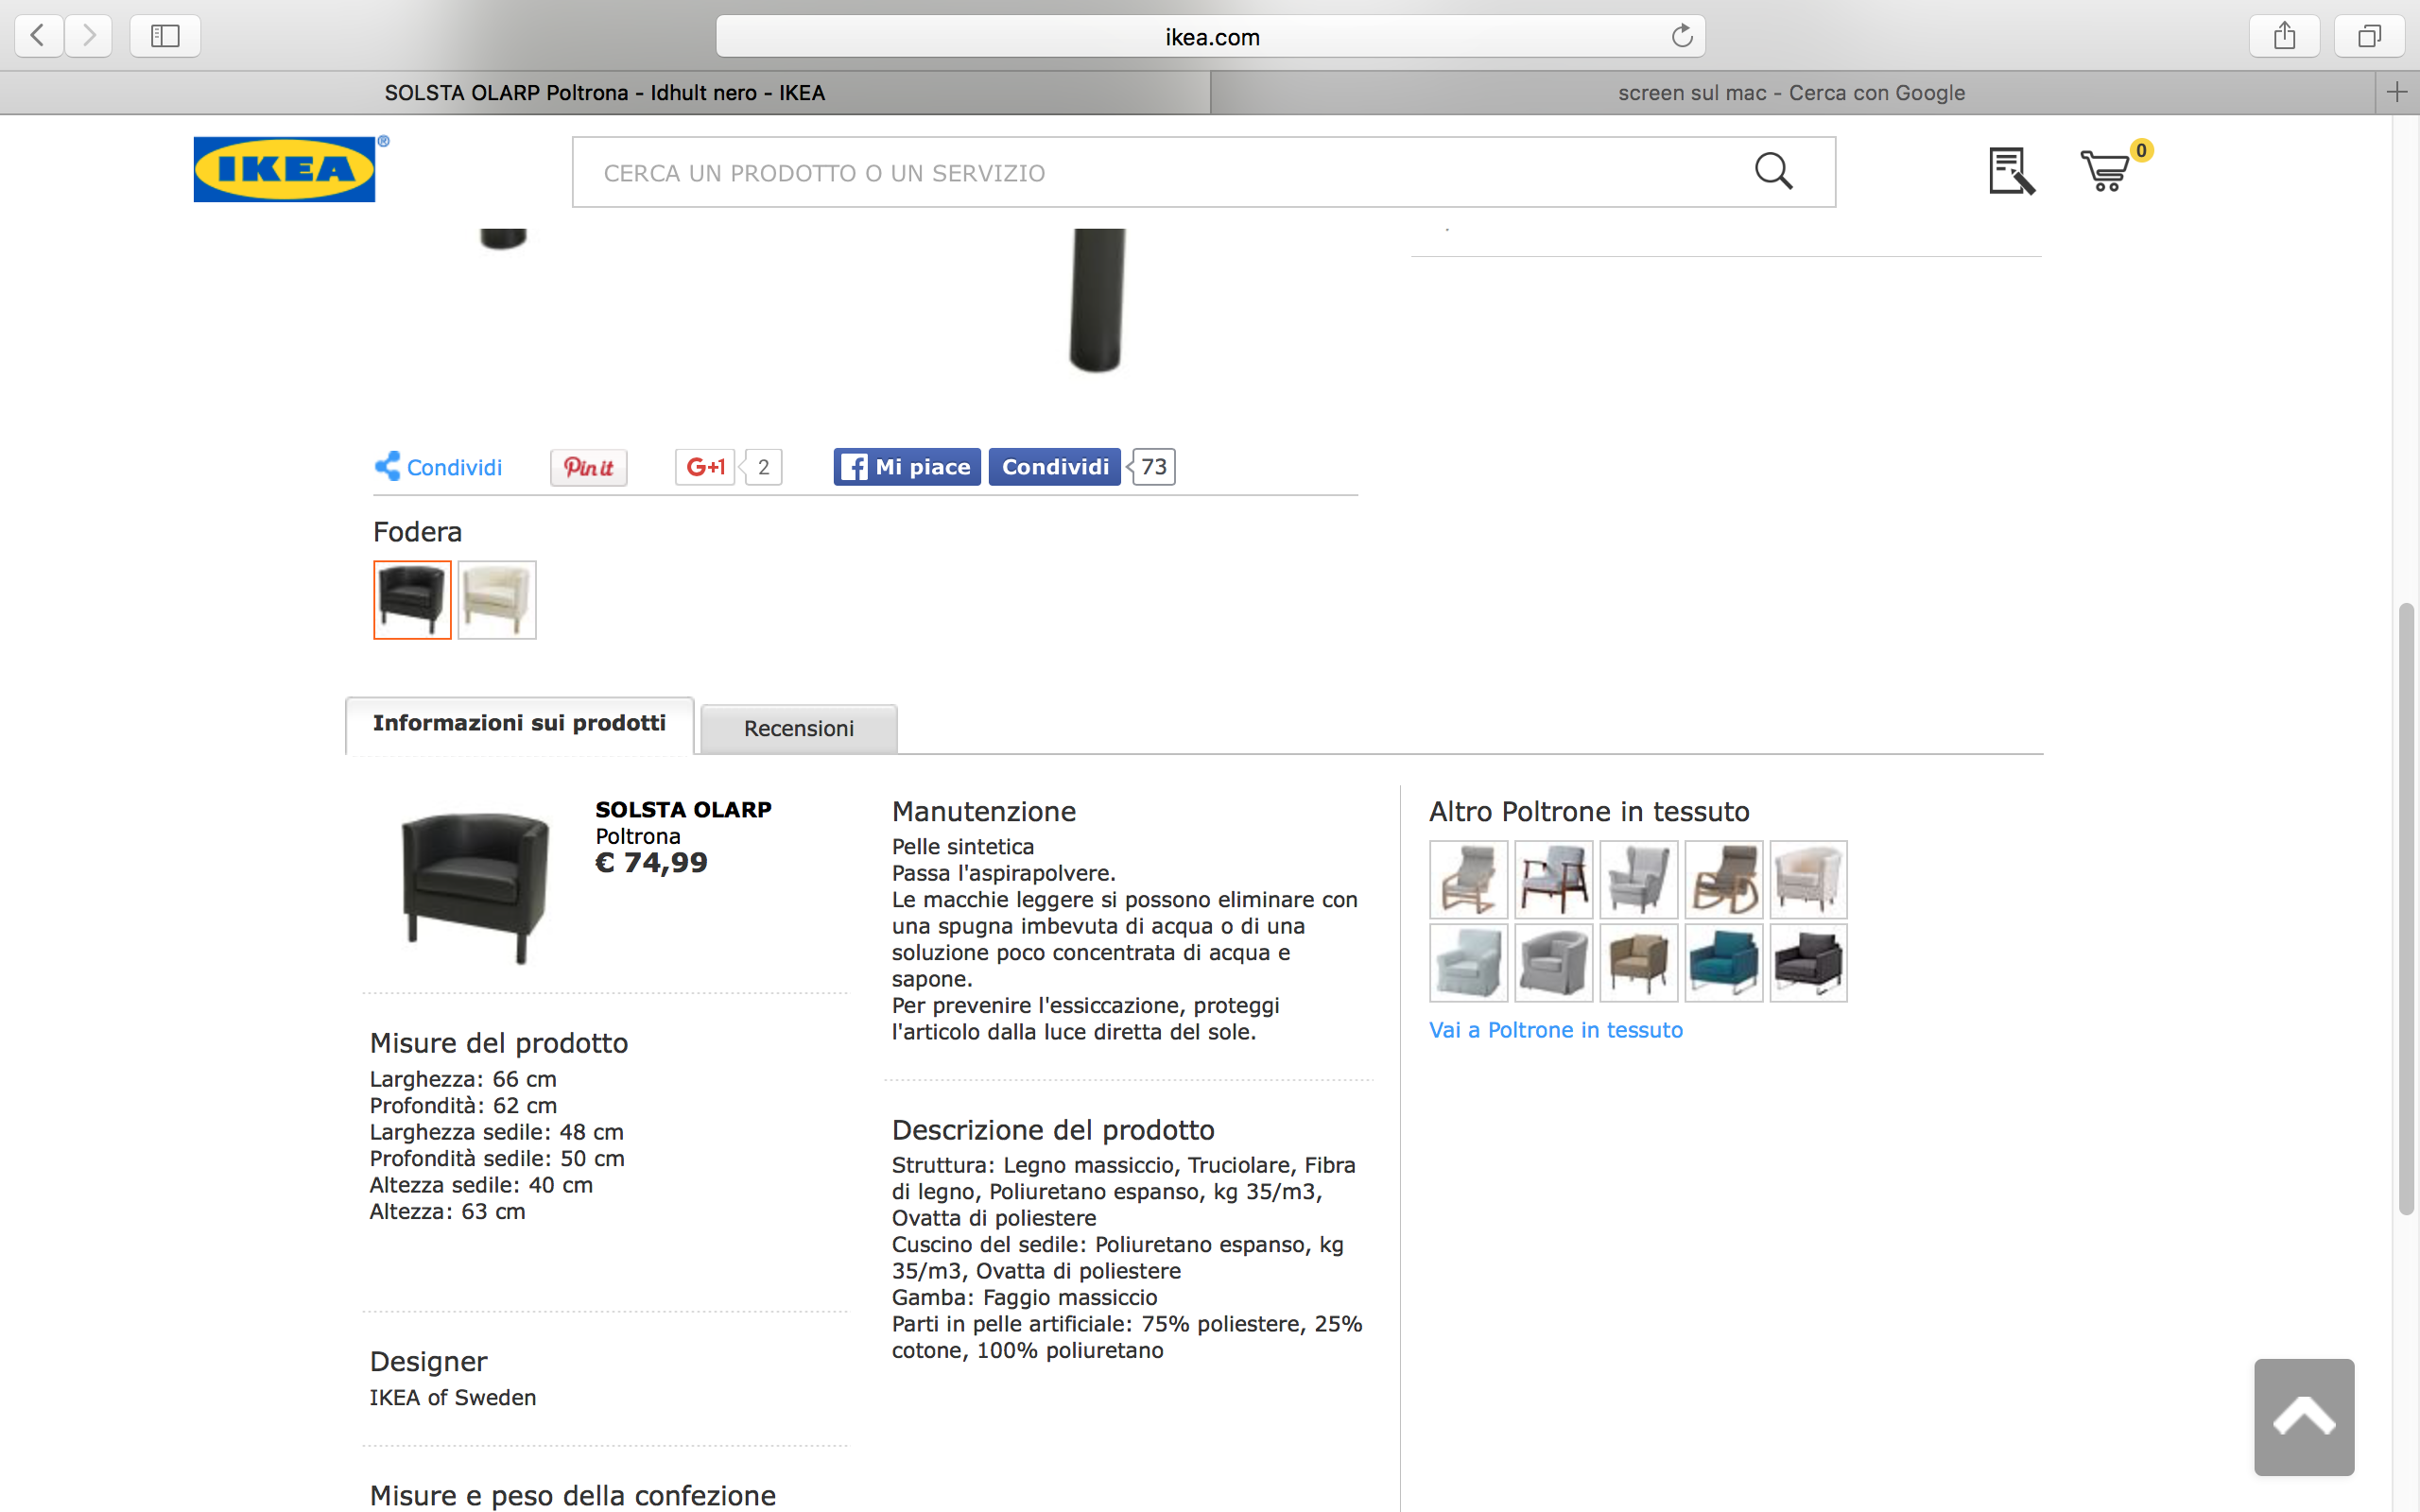 ikea.com
SOLSTA OLARP Poltrona - Idhult nero - IKEA
screen sul mac - Cerca con Google
IKEA ®
CERCA UN PRODOTTO O UN SERVIZIO
0
Condividi
Pin it
G+1
2
Mi piace
Condividi
73
Fodera
Informazioni sui prodotti
Recensioni
SOLSTA OLARP
Poltrona
€ 74,99
Misure del prodotto
Larghezza: 66 cm
Profondità: 62 cm
Larghezza sedile: 48 cm
Profondità sedile: 50 cm
Altezza sedile: 40 cm
Altezza: 63 cm
Designer
IKEA of Sweden
Misure e peso della confezione
Manutenzione
Pelle sintetica
Passa l'aspirapolvere.
Le macchie leggere si possono eliminare con
una spugna imbevuta di acqua o di una
soluzione poco concentrata di acqua e
sapone.
Per prevenire l'essiccazione, proteggi
l'articolo dalla luce diretta del sole.
Descrizione del prodotto
Struttura: Legno massiccio, Truciolare, Fibra
di legno, Poliuretano espanso, kg 35/m3,
Ovatta di poliestere
Cuscino del sedile: Poliuretano espanso, kg
35/m3, Ovatta di poliestere
Gamba: Faggio massiccio
Parti in pelle artificiale: 75% poliestere, 25%
cotone, 100% poliuretano
Altro Poltrone in tessuto
Vai a Poltrone in tessuto